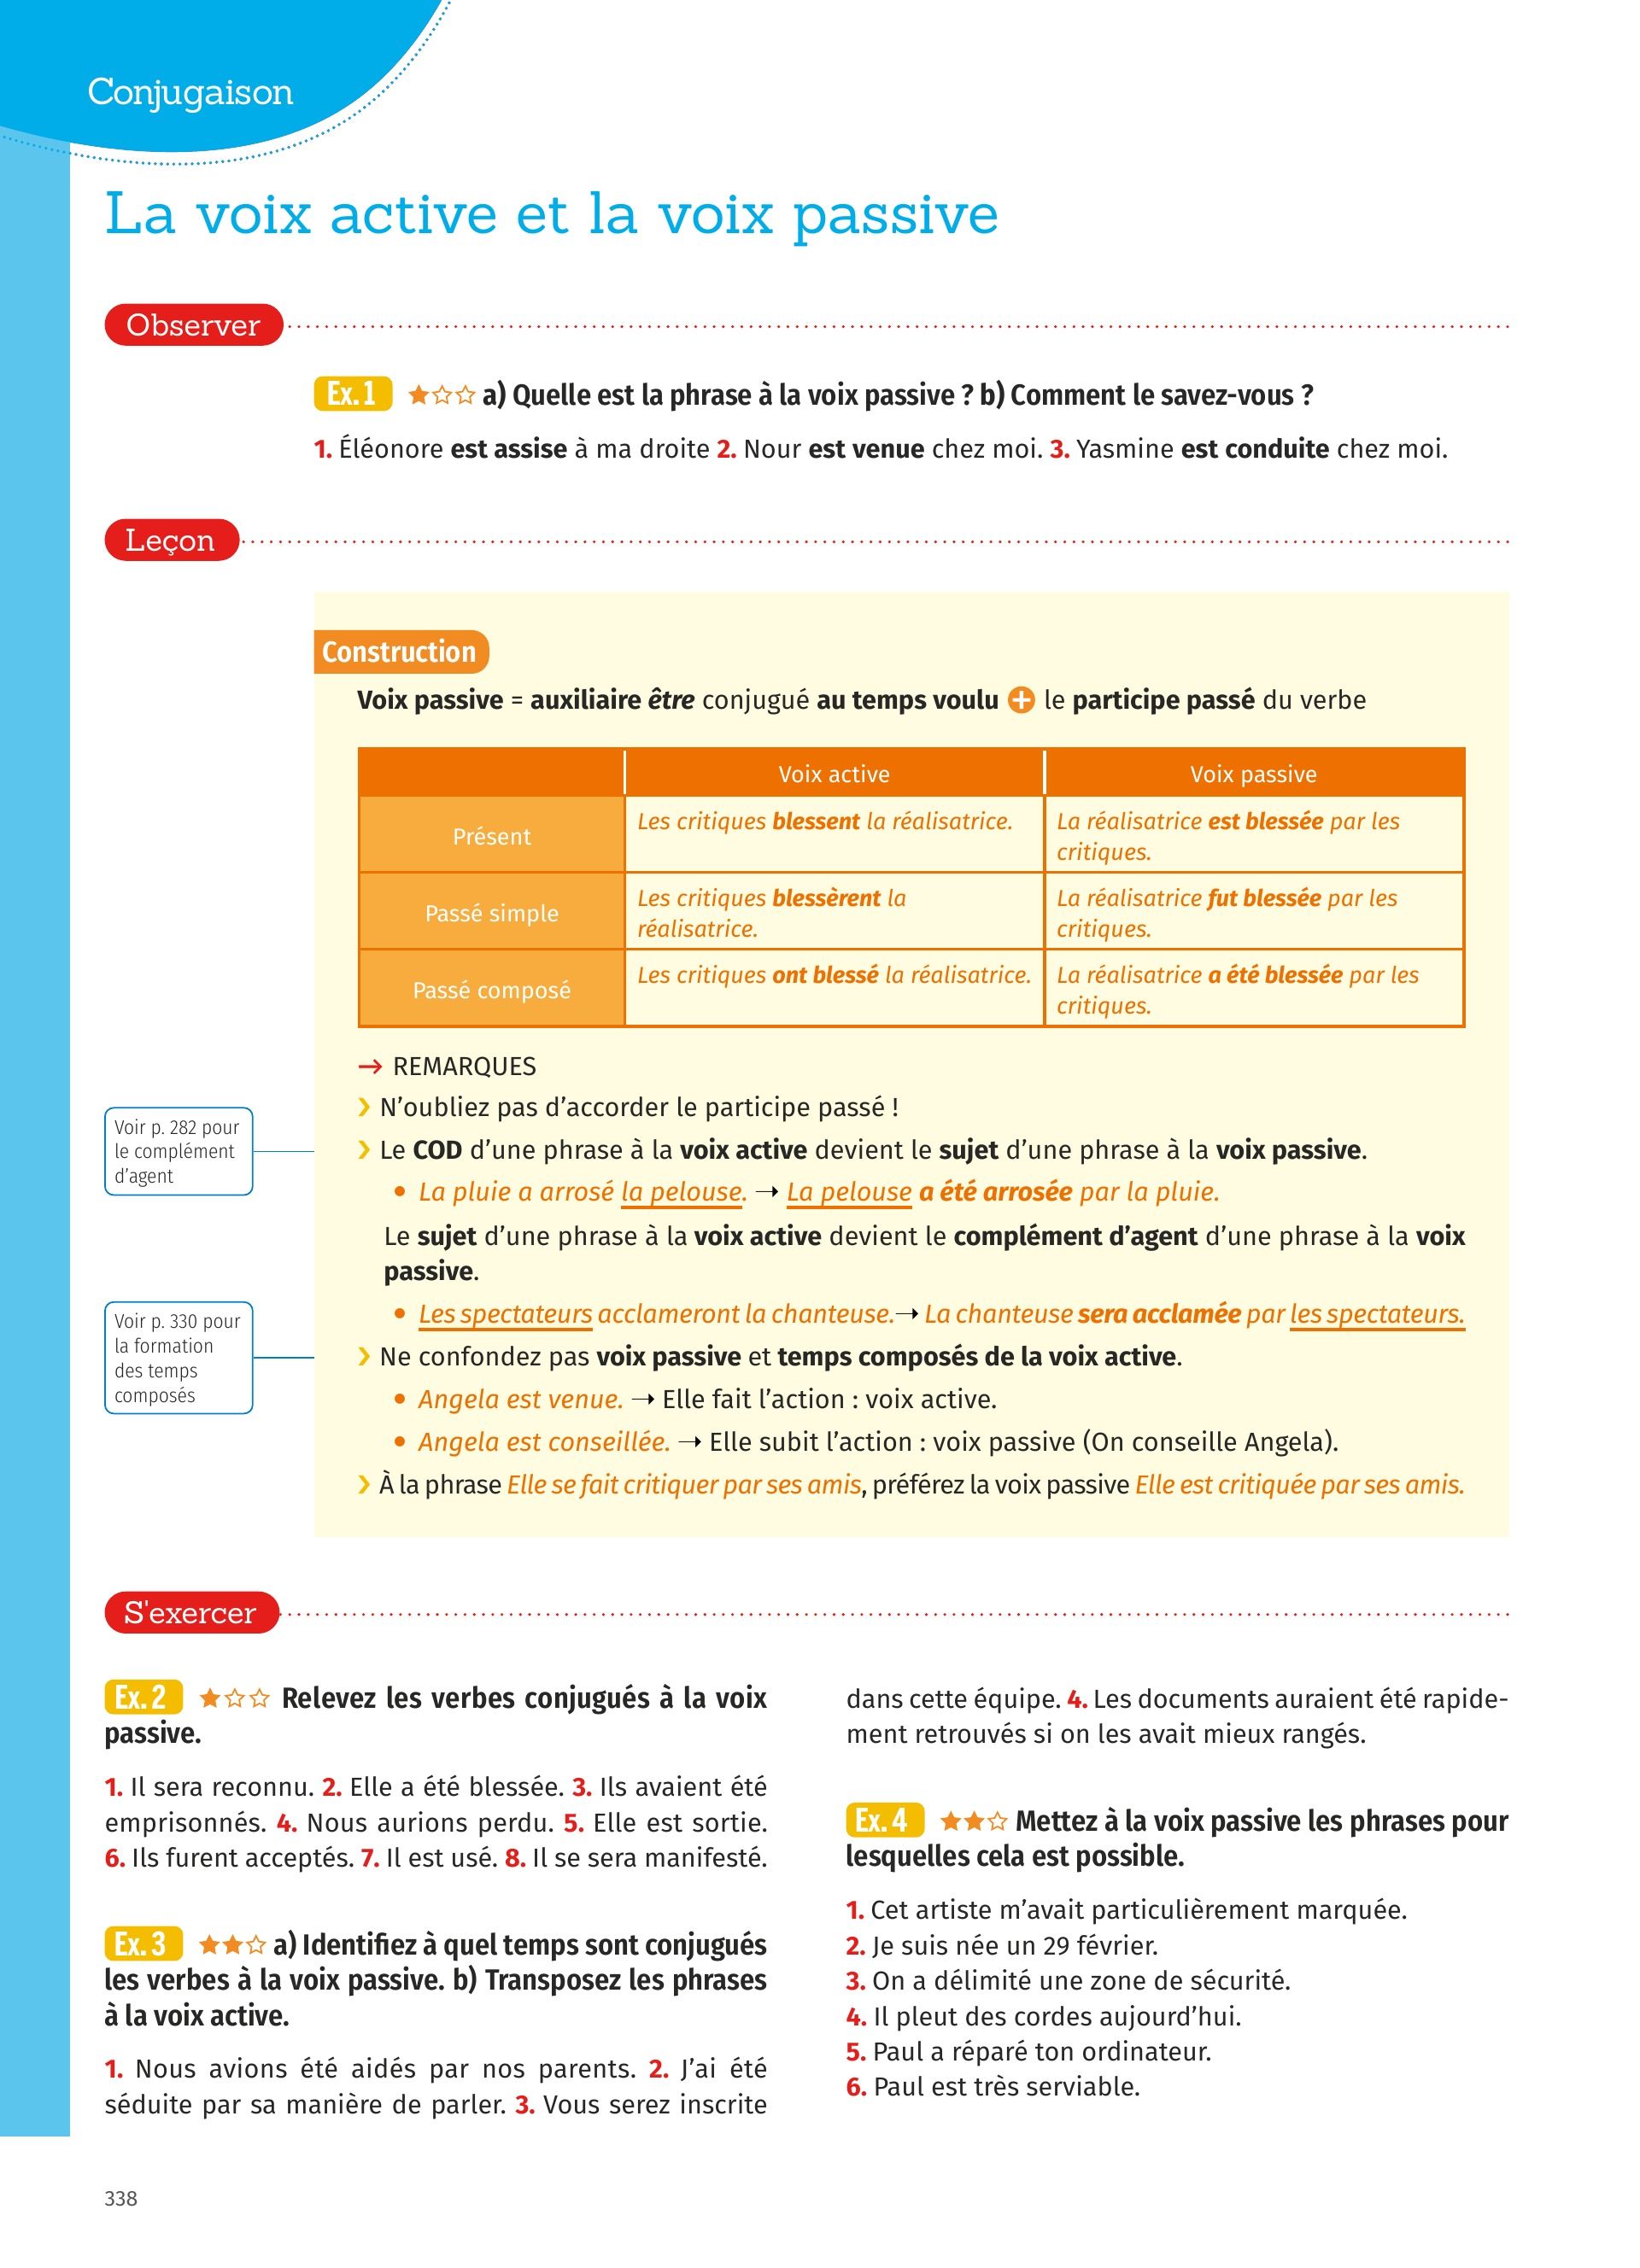 Conjugaison
La voix active et la voix passive
Observer
Ex. 1 ★☆☆ a) Quelle est la phrase à la voix passive ? b) Comment le savez-vous ?
1. Éléonore est assise à ma droite 2. Nour est venue chez moi. 3. Yasmine est conduite chez moi.
Leçon
Construction
Voix passive = auxiliaire être conjugué au temps voulu + le participe passé du verbe
Voix active
Voix passive
Présent
Les critiques blessent la réalisatrice.
La réalisatrice est blessée par les
critiques.
Passé simple
Les critiques blessèrent la
réalisatrice.
La réalisatrice fut blessée par les
critiques.
Passé composé
Les critiques ont blessé la réalisatrice.
La réalisatrice a été blessée par les
critiques.
→ REMARQUES
› N’oubliez pas d’accorder le participe passé !
Voir p. 282 pour
le complément
d’agent
› Le COD d’une phrase à la voix active devient le sujet d’une phrase à la voix passive.
• La pluie a arrosé la pelouse. → La pelouse a été arrosée par la pluie.
Le sujet d’une phrase à la voix active devient le complément d’agent d’une phrase à la voix
passive.
• Les spectateurs acclameront la chanteuse.→ La chanteuse sera acclamée par les spectateurs.
Voir p. 330 pour
la formation
des temps
composés
› Ne confondez pas voix passive et temps composés de la voix active.
• Angela est venue. → Elle fait l’action : voix active.
• Angela est conseillée. → Elle subit l’action : voix passive (On conseille Angela).
› À la phrase Elle se fait critiquer par ses amis, préférez la voix passive Elle est critiquée par ses amis.
S'exercer
Ex. 2 ★☆☆ Relevez les verbes conjugués à la voix
passive.
1. Il sera reconnu. 2. Elle a été blessée. 3. Ils avaient été
emprisonnés. 4. Nous aurions perdu. 5. Elle est sortie.
6. Ils furent acceptés. 7. Il est usé. 8. Il se sera manifesté.
Ex. 3 ★★☆ a) Identifiez à quel temps sont conjugués
les verbes à la voix passive. b) Transposez les phrases
à la voix active.
1. Nous avions été aidés par nos parents. 2. J’ai été
séduite par sa manière de parler. 3. Vous serez inscrite
dans cette équipe. 4. Les documents auraient été rapide-
ment retrouvés si on les avait mieux rangés.
Ex. 4 ★★☆ Mettez à la voix passive les phrases pour
lesquelles cela est possible.
1. Cet artiste m’avait particulièrement marquée.
2. Je suis née un 29 février.
3. On a délimité une zone de sécurité.
4. Il pleut des cordes aujourd’hui.
5. Paul a réparé ton ordinateur.
6. Paul est très serviable.
338